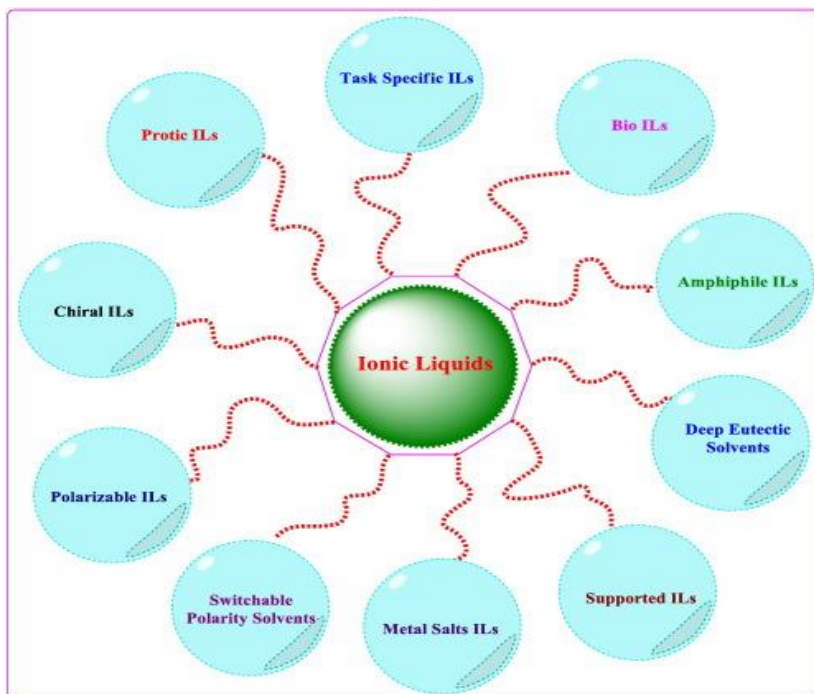 Task Specific ILs
Protic ILs
Bio ILs
Amphiphile ILs
Chiral ILs
Ionic Liquids
Deep Eutectic
Solvents
Polarizable ILs
Switchable
Polarity Solvents
Metal Salts ILs
Supported ILs